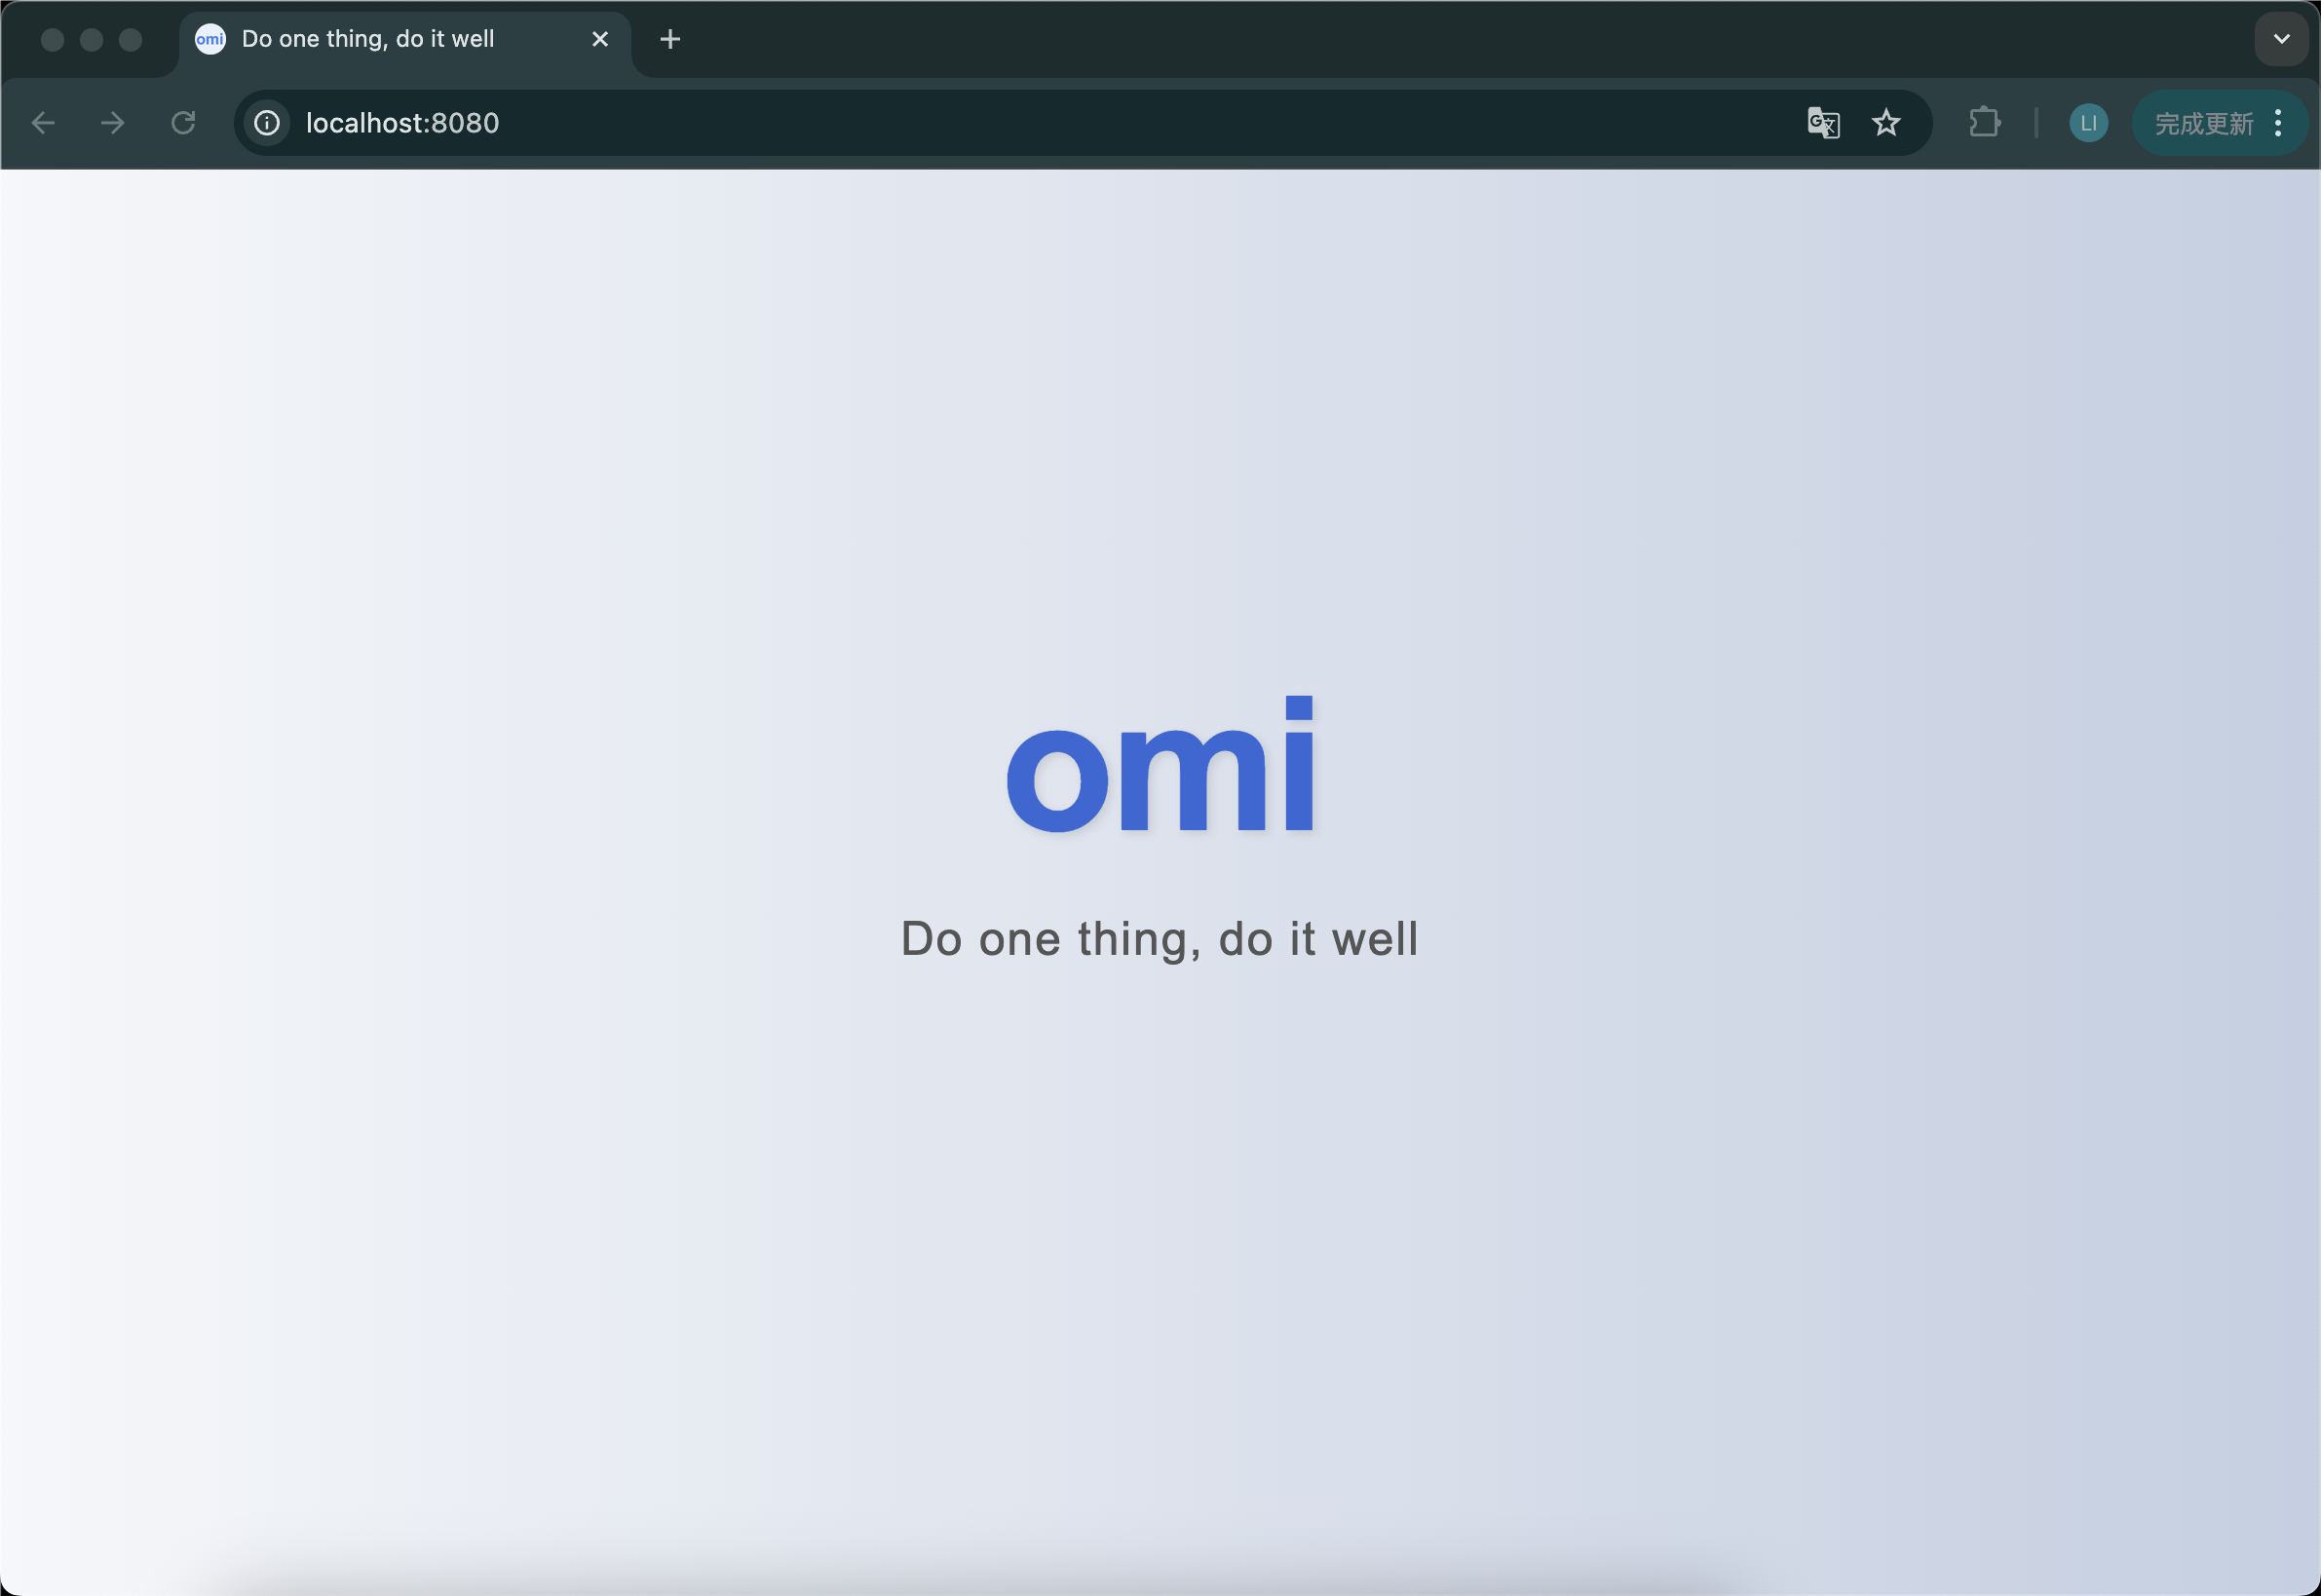 omi Do one thing, do it well
localhost:8080
LI 完成更新
omi
Do one thing, do it well